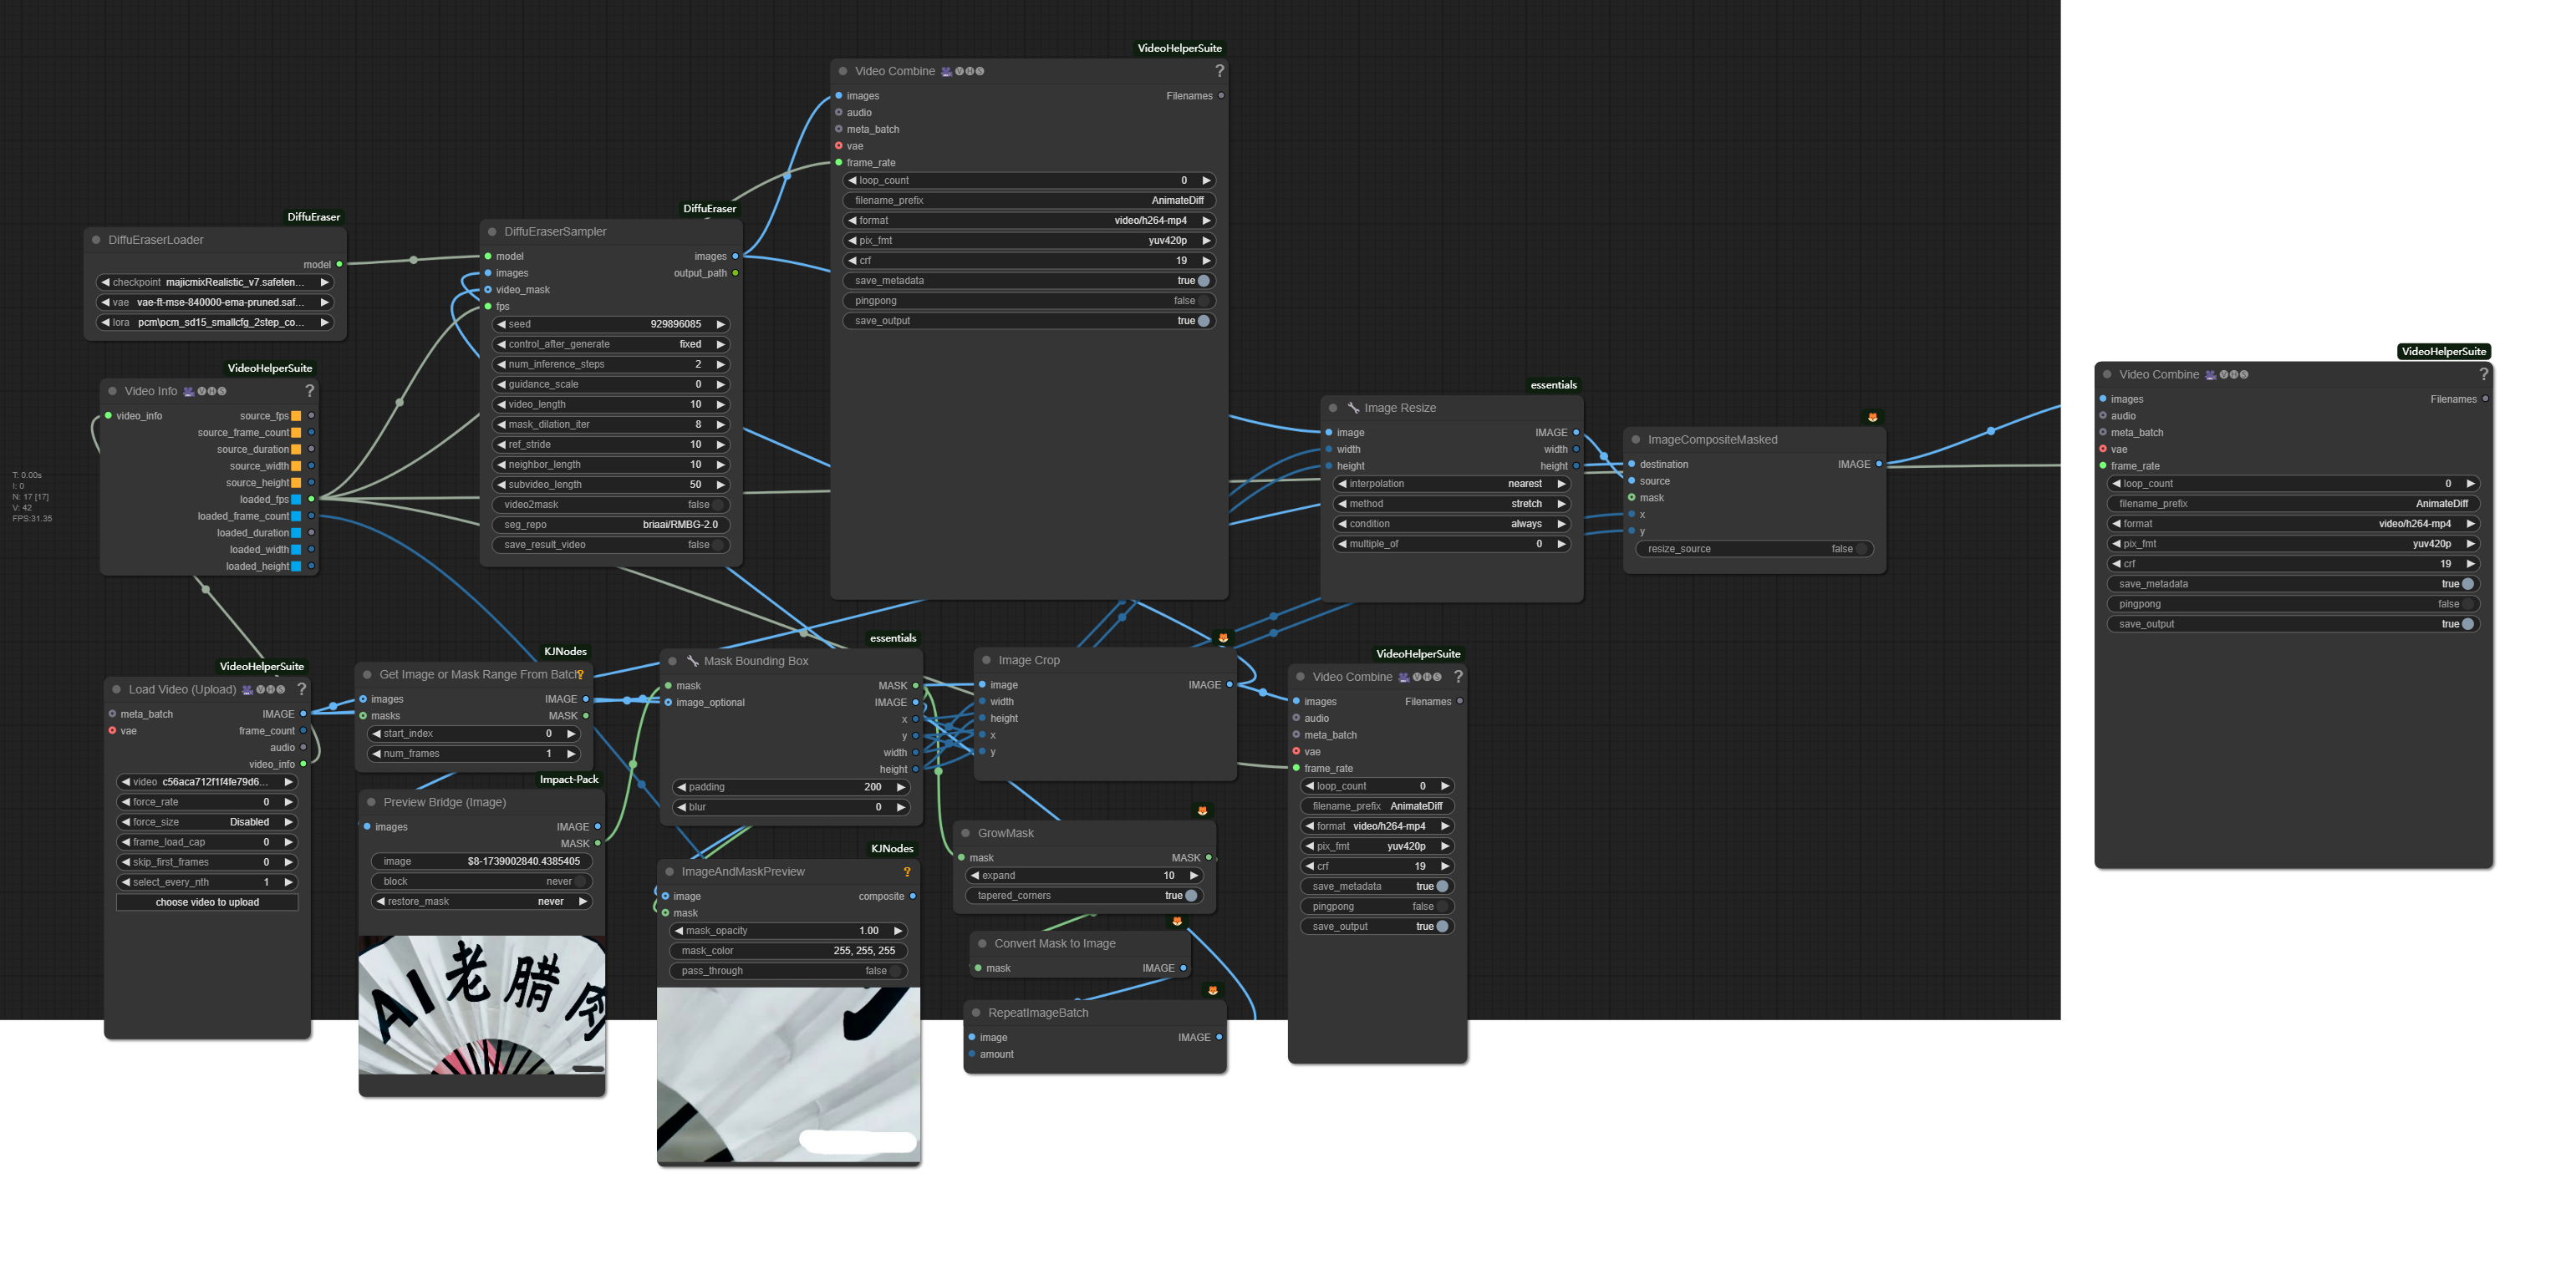 VideoHelperSuite
Video Combine
?
images Filenames
audio
meta_batch
vae
frame_rate
loop_count 0
filename_prefix AnimateDiff
format video/h264-mp4
pix_fmt yuv420p
crf 19
save_metadata true
pingpong false
save_output true
DiffuEraser
DiffuEraserLoader
model
checkpoint majicmixRealistic_v7.safeten...
vae vae-ft-mse-840000-ema-pruned.saf...
lora pcm\pcm_sd15_smallcfg_2step_co...
DiffuEraser
DiffuEraserSampler
model images
images output_path
video_mask
fps
seed 929896085
control_after_generate fixed
num_inference_steps 2
guidance_scale 0
video_length 10
mask_dilation_iter 8
ref_stride 10
neighbor_length 10
subvideo_length 50
video2mask false
seg_repo briaai/RMBG-2.0
save_result_video false
VideoHelperSuite
Video Info
?
video_info source_fps
source_frame_count
source_duration
source_width
source_height
loaded_fps
loaded_frame_count
loaded_duration
loaded_width
loaded_height
T: 0.00s
I: 0
N: 17 [17]
V: 42
FPS:31.35
essentials
Image Resize
image IMAGE
width width
height height
interpolation nearest
method stretch
condition always
multiple_of 0
ImageCompositeMasked
destination IMAGE
source
mask
x
y
resize_source false
VideoHelperSuite
Video Combine
?
images Filenames
audio
meta_batch
vae
frame_rate
loop_count 0
filename_prefix AnimateDiff
format video/h264-mp4
pix_fmt yuv420p
crf 19
save_metadata true
pingpong false
save_output true
VideoHelperSuite
Load Video (Upload)
?
meta_batch IMAGE
vae frame_count
audio
video_info
video c56aca712f1f4fe79d6...
force_rate 0
force_size Disabled
frame_load_cap 0
skip_first_frames 0
select_every_nth 1
choose video to upload
KJNodes
Get Image or Mask Range From Batch
?
images IMAGE
masks MASK
start_index 0
num_frames 1
Impact-Pack
Preview Bridge (Image)
images IMAGE
MASK
image $8-1739002840.4385405
block never
restore_mask never
AI老腊肉
essentials
Mask Bounding Box
mask MASK
image_optional IMAGE
x
y
width
height
padding 200
blur 0
KJNodes
ImageAndMaskPreview
?
image composite
mask
mask_opacity 1.00
mask_color 255, 255, 255
pass_through false
Image Crop
image IMAGE
width
height
x
y
GrowMask
mask MASK
expand 10
tapered_corners true
Convert Mask to Image
mask IMAGE
RepeatImageBatch
image IMAGE
amount
VideoHelperSuite
Video Combine
?
images Filenames
audio
meta_batch
vae
frame_rate
loop_count 0
filename_prefix AnimateDiff
format video/h264-mp4
pix_fmt yuv420p
crf 19
save_metadata true
pingpong false
save_output true